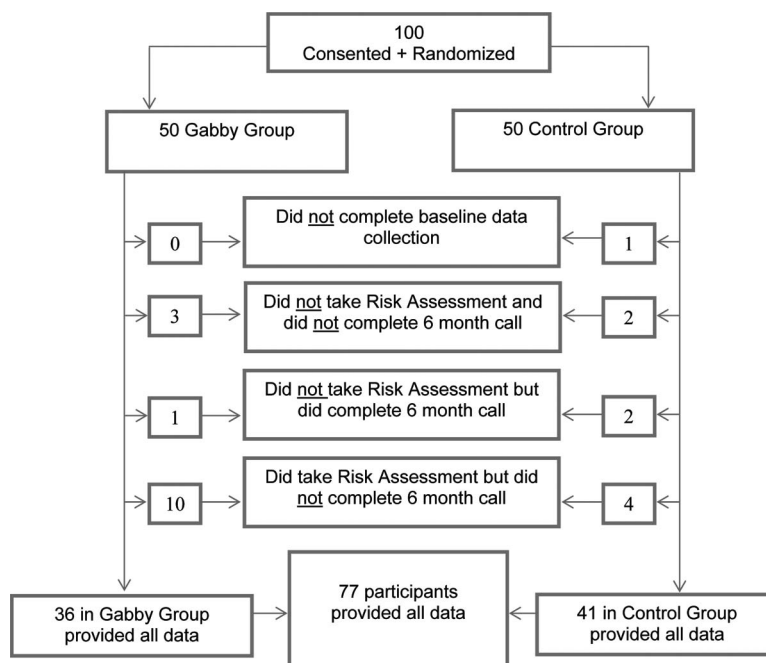 100
Consented + Randomized
50 Gabby Group
50 Control Group
0
Did not complete baseline data
collection
1
3
Did not take Risk Assessment and
did not complete 6 month call
2
1
Did not take Risk Assessment but
did complete 6 month call
2
10
Did take Risk Assessment but did
not complete 6 month call
4
36 in Gabby Group
provided all data
77 participants
provided all data
41 in Control Group
provided all data